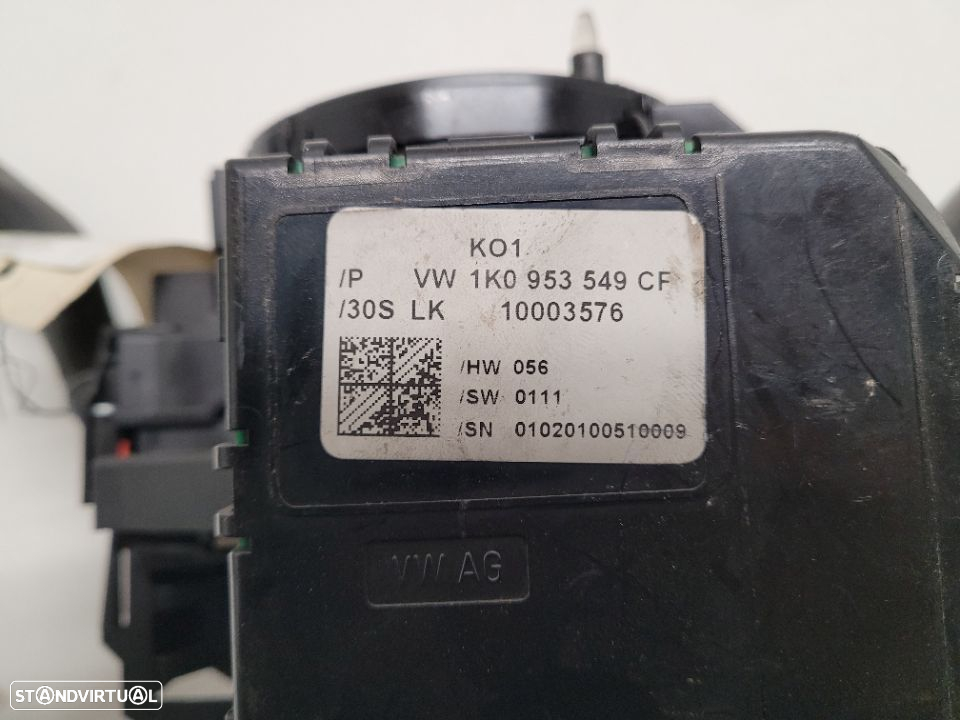 KO1
/P VW 1K0 953 549 CF
/30S LK 10003576
/HW 056
/SW 0111
/SN 01020100510009
VW AG
STANDVIRTUAL